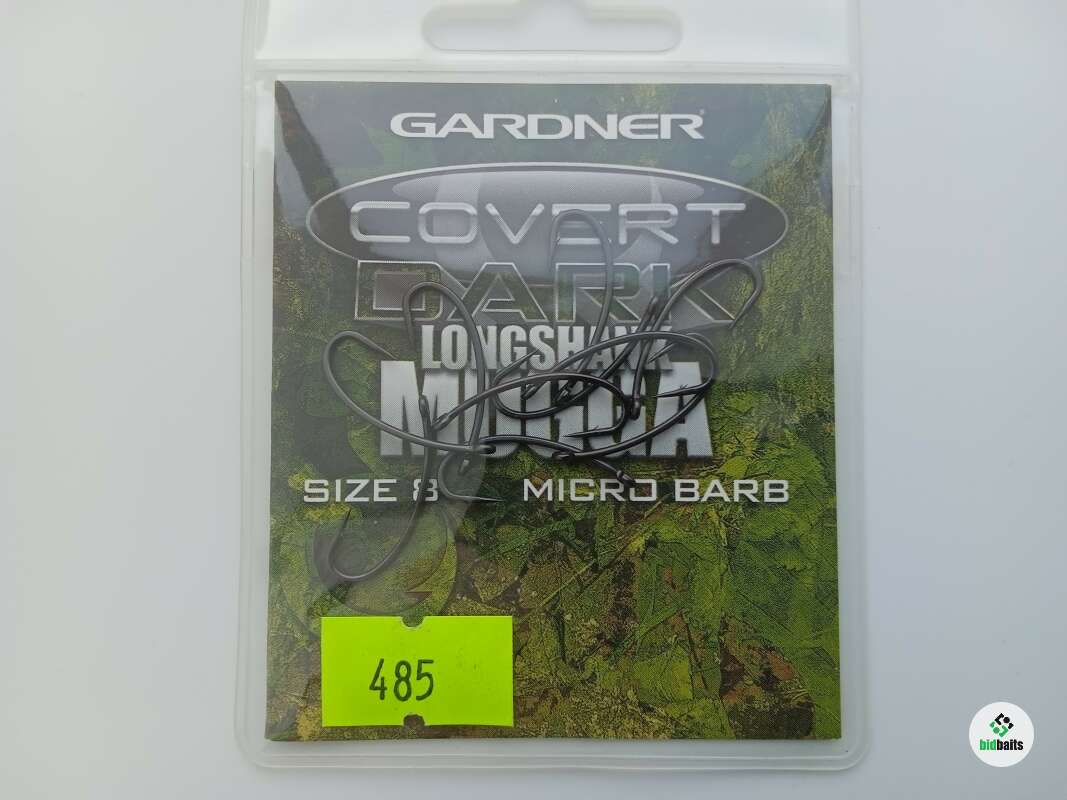 GARDNER®
COVERT
DARK
LONGSHANK
MUGGA
SIZE 8 MICRO BARB
485
bidbaits